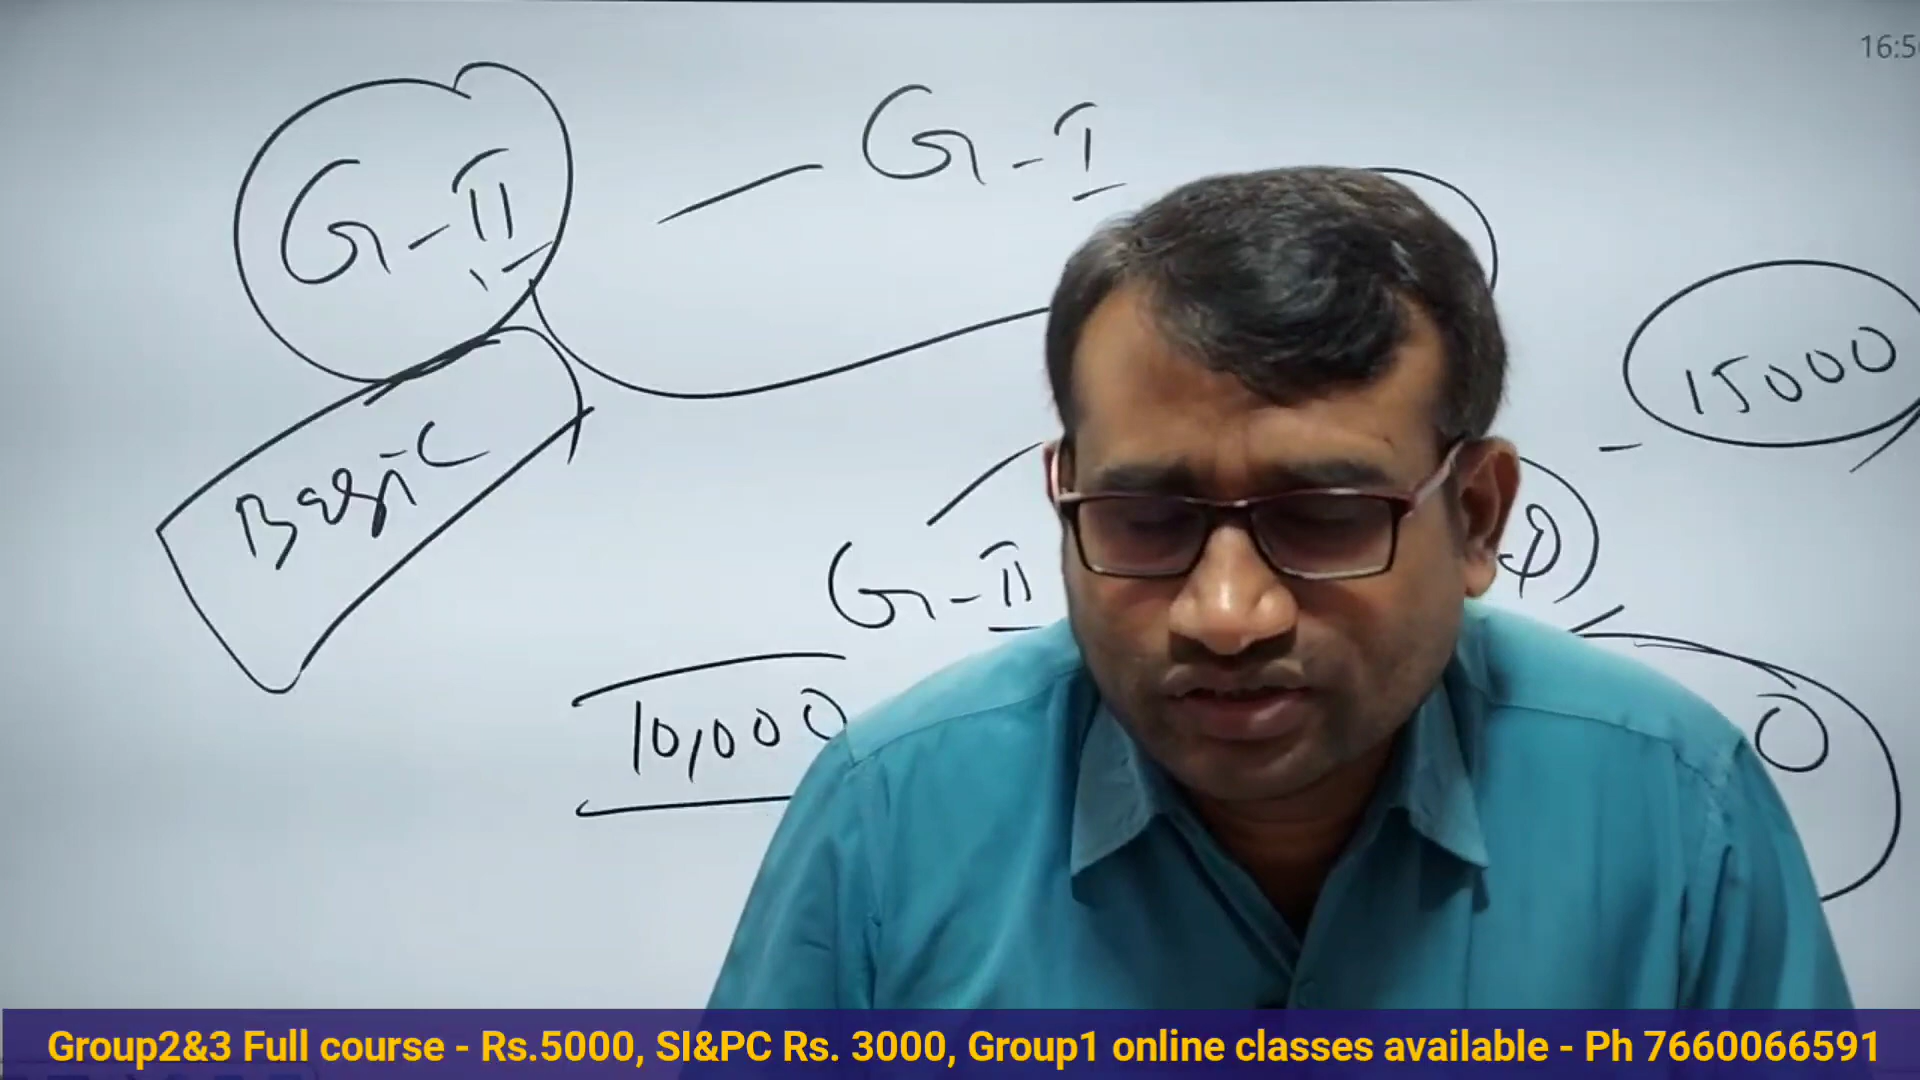 16:5
G-II
G-I
15000
Basic
G-II
10,000
0
Group2&3 Full course - Rs.5000, SI&PC Rs. 3000, Group1 online classes available - Ph 7660066591